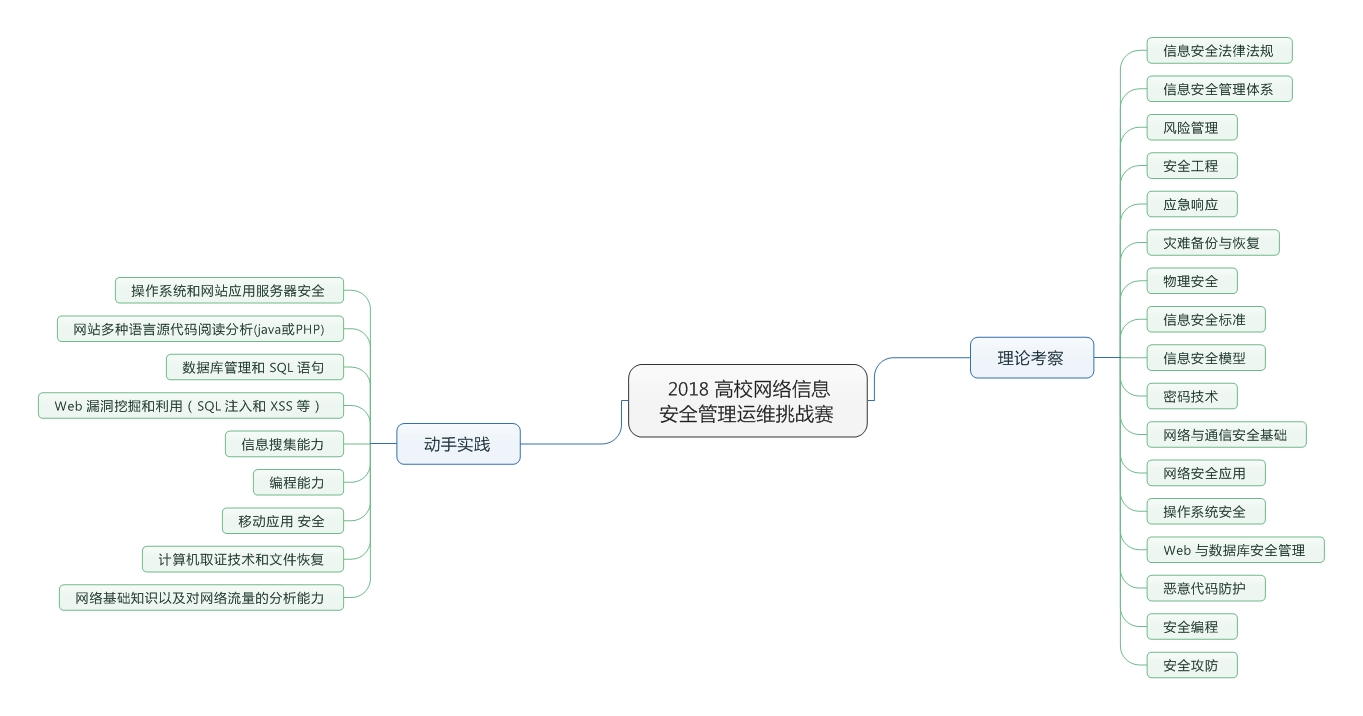 2018 高校网络信息
安全管理运维挑战赛
理论考察
信息安全法律法规
信息安全管理体系
风险管理
安全工程
应急响应
灾难备份与恢复
物理安全
信息安全标准
信息安全模型
密码技术
网络与通信安全基础
网络安全应用
操作系统安全
Web 与数据库安全管理
恶意代码防护
安全编程
安全攻防
动手实践
操作系统和网站应用服务器安全
网站多种语言源代码阅读分析(java或PHP)
数据库管理和 SQL 语句
Web 漏洞挖掘和利用（ SQL 注入和 XSS 等 ）
信息搜集能力
编程能力
移动应用 安全
计算机取证技术和文件恢复
网络基础知识以及对网络流量的分析能力